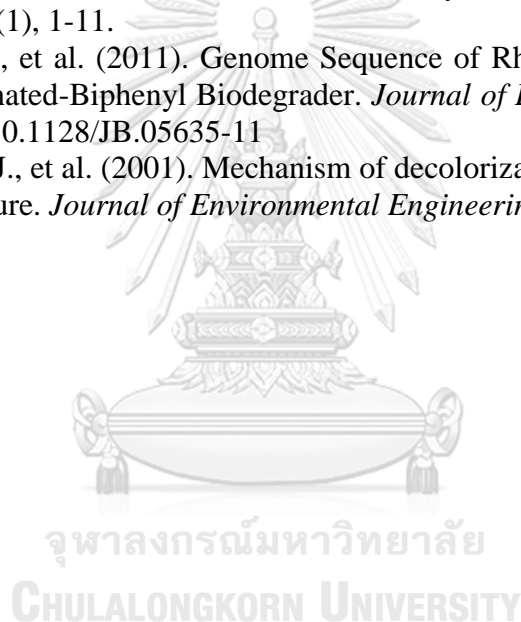 (1), 1-11.
., et al. (2011). Genome Sequence of Rh
nated-Biphenyl Biodegrader. Journal of
0.1128/JB.05635-11
J., et al. (2001). Mechanism of decoloriza
ure. Journal of Environmental Engineerin
จุฬาลงกรณ์มหาวิทยาลัย
CHULALONGKORN UNIVERSITY